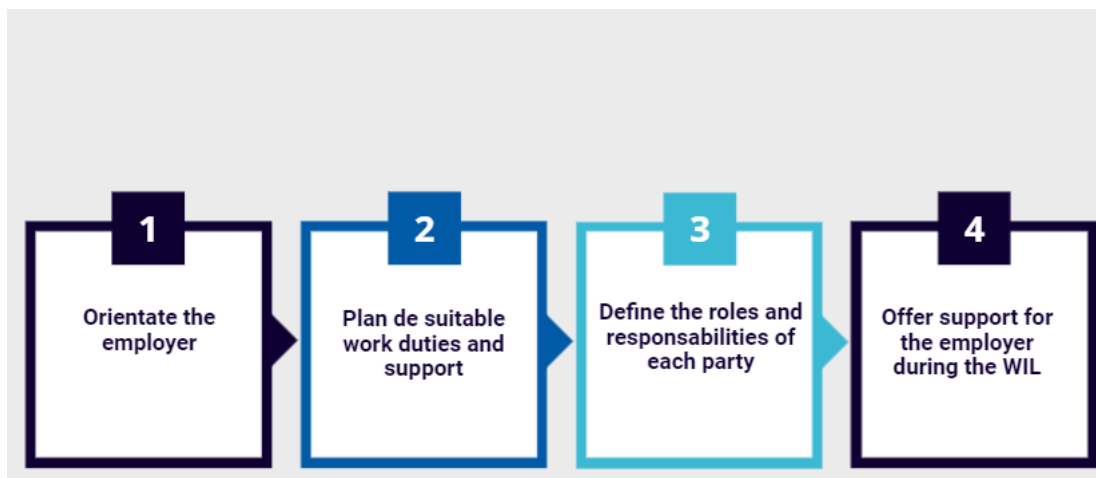 1
Orientate the
employer
2
Plan de suitable
work duties and
support
3
Define the roles and
responsabilities of
each party
4
Offer support for
the employer
during the WIL